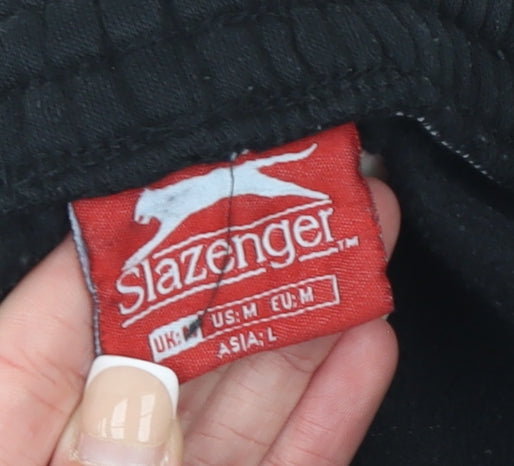 Slazenger™
UK: M US: M EU: M
ASIA: L